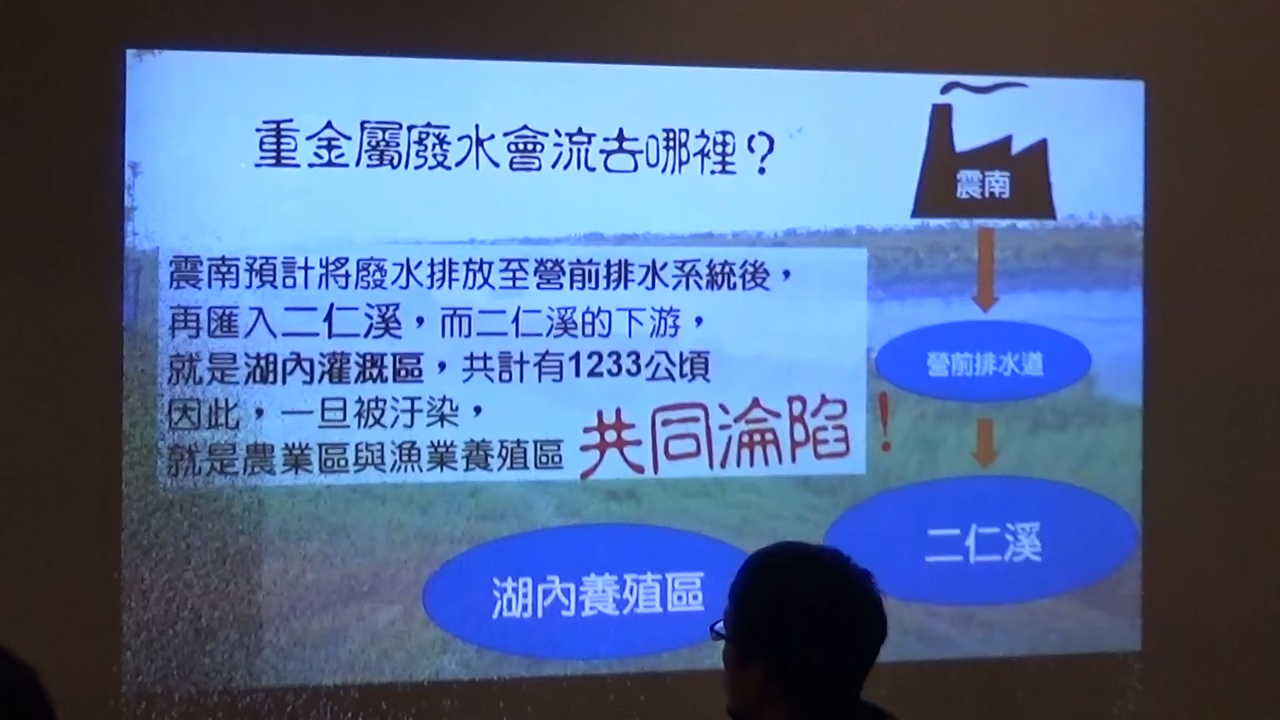 重金屬廢水會流去哪裡？
震南
震南預計將廢水排放至營前排水系統後，
再匯入二仁溪，而二仁溪的下游，
就是湖內灌溉區，共計有1233公頃
因此，一旦被汙染，
就是農業區與漁業養殖區 共同淪陷！
營前排水道
二仁溪
湖內養殖區